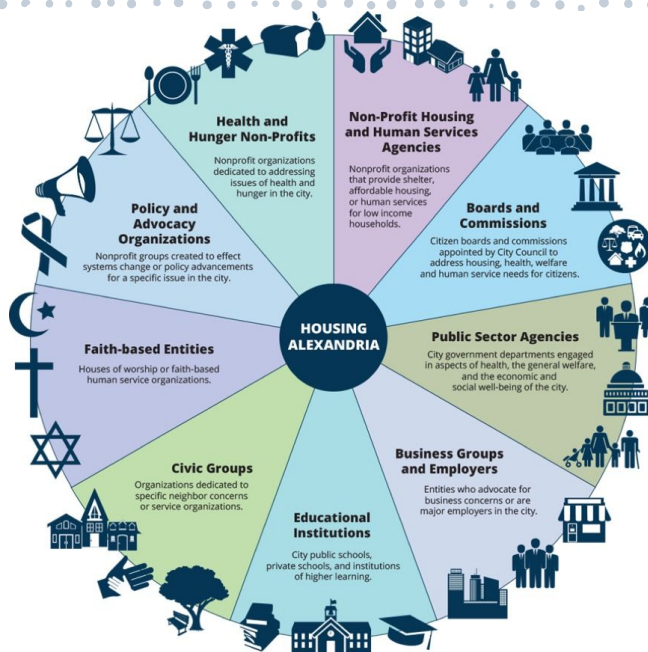 Health and
Hunger Non-Profits
Nonprofit organizations
dedicated to addressing
issues of health and
hunger in the city.
Non-Profit Housing
and Human Services
Agencies
Nonprofit organizations
that provide shelter,
affordable housing,
or human services
for low income
households.
Policy and
Advocacy
Organizations
Nonprofit groups created to effect
systems change or policy advancements
for a specific issue in the city.
Boards and
Commissions
Citizen boards and commissions
appointed by City Council to
address housing, health, welfare
and human service needs for citizens.
HOUSING
ALEXANDRIA
Faith-based Entities
Houses of worship or faith-based
human service organizations.
Public Sector Agencies
City government departments engaged
in aspects of health, the general welfare,
and the economic and
social well-being of the city.
Civic Groups
Organizations dedicated to
specific neighbor concerns
or service organizations.
Business Groups
and Employers
Entities who advocate for
business concerns or are
major employers in the city.
Educational
Institutions
City public schools,
private schools, and institutions
of higher learning.